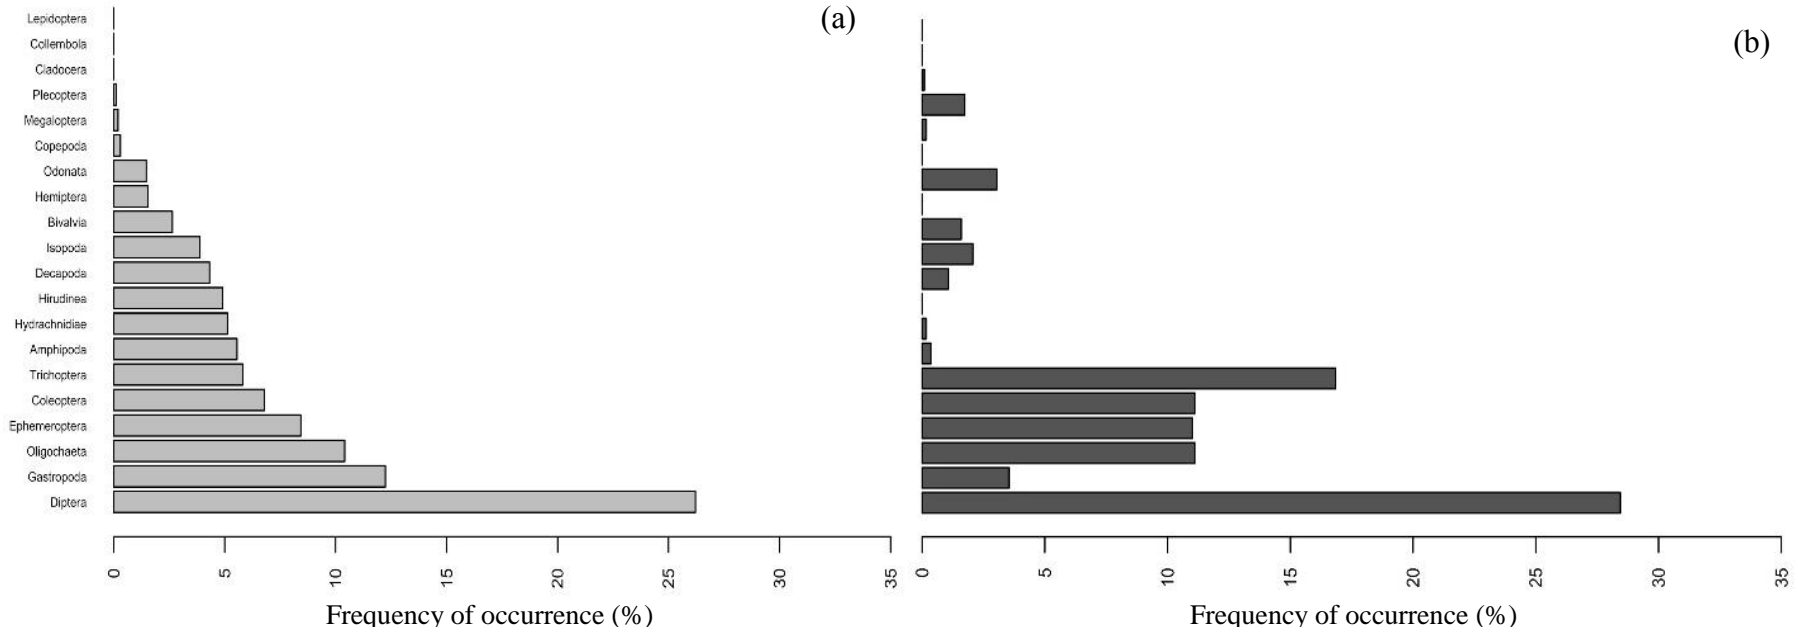 (a)
(b)
Lepidoptera
Collembola
Cladocera
Plecoptera
Megaloptera
Copepoda
Odonata
Hemiptera
Bivalvia
Isopoda
Decapoda
Hirudinea
Hydrachnidiae
Amphipoda
Trichoptera
Coleoptera
Ephemeroptera
Oligochaeta
Gastropoda
Diptera
0 5 10 15 20 25 30 35
0 5 10 15 20 25 30 35
Frequency of occurrence (%)
Frequency of occurrence (%)